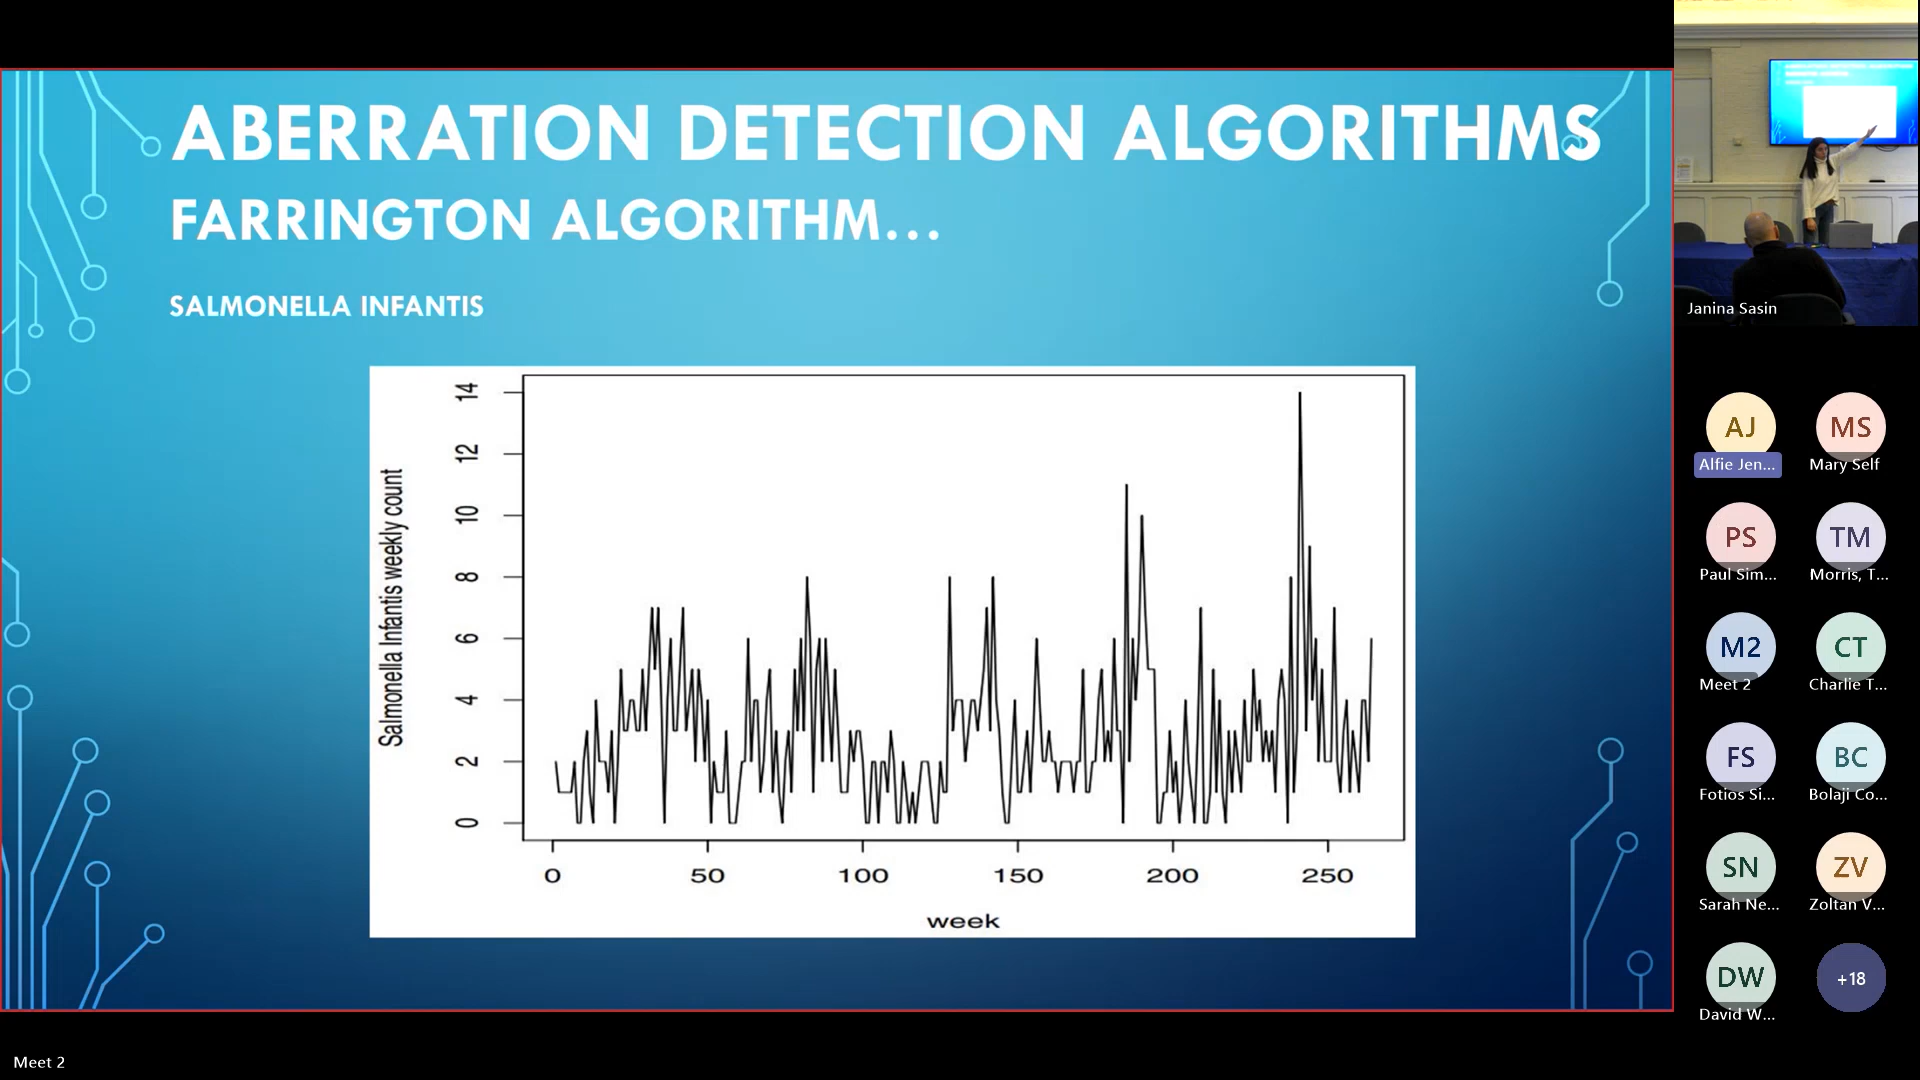 ABERRATION DETECTION ALGORITHMS
FARRINGTON ALGORITHM...
SALMONELLA INFANTIS
Salmonella Infantis weekly count
14
12
10
8
6
4
2
0
0 50 100 150 200 250
week
Janina Sasin
AJ MS
Alfie Jen... Mary Self
PS TM
Paul Sim... Morris, T...
M2 CT
Meet 2 Charlie T...
FS BC
Fotios Si... Bolaji Co...
SN ZV
Sarah Ne... Zoltan V...
DW +18
David W...
Meet 2